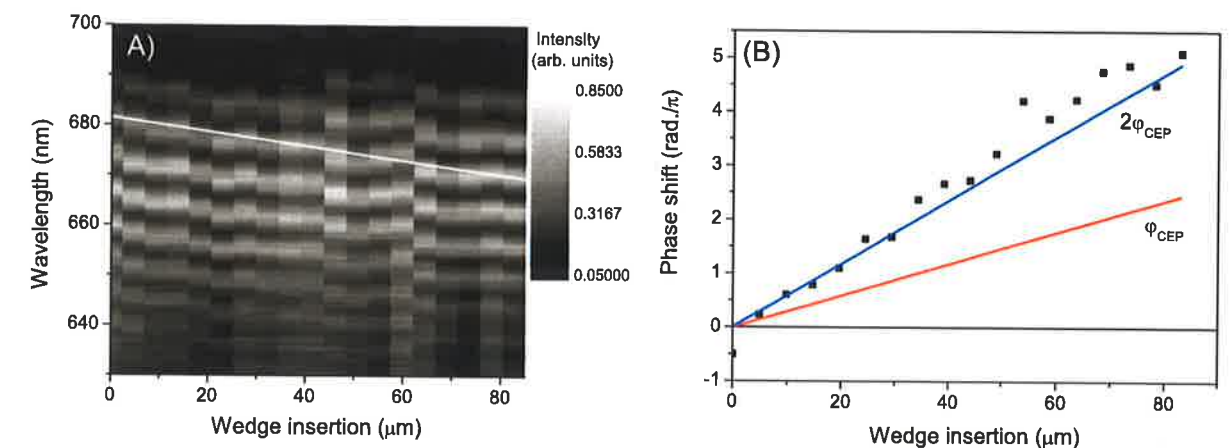 A)
700
680
660
640
Wavelength (nm)
0
20
40
60
80
Wedge insertion (μm)
Intensity
(arb. units)
0.8500
0.5833
0.3167
0.05000
(B)
5
4
3
2
1
0
-1
Phase shift (rad./π)
2φCEP
φCEP
0
20
40
60
80
Wedge insertion (μm)